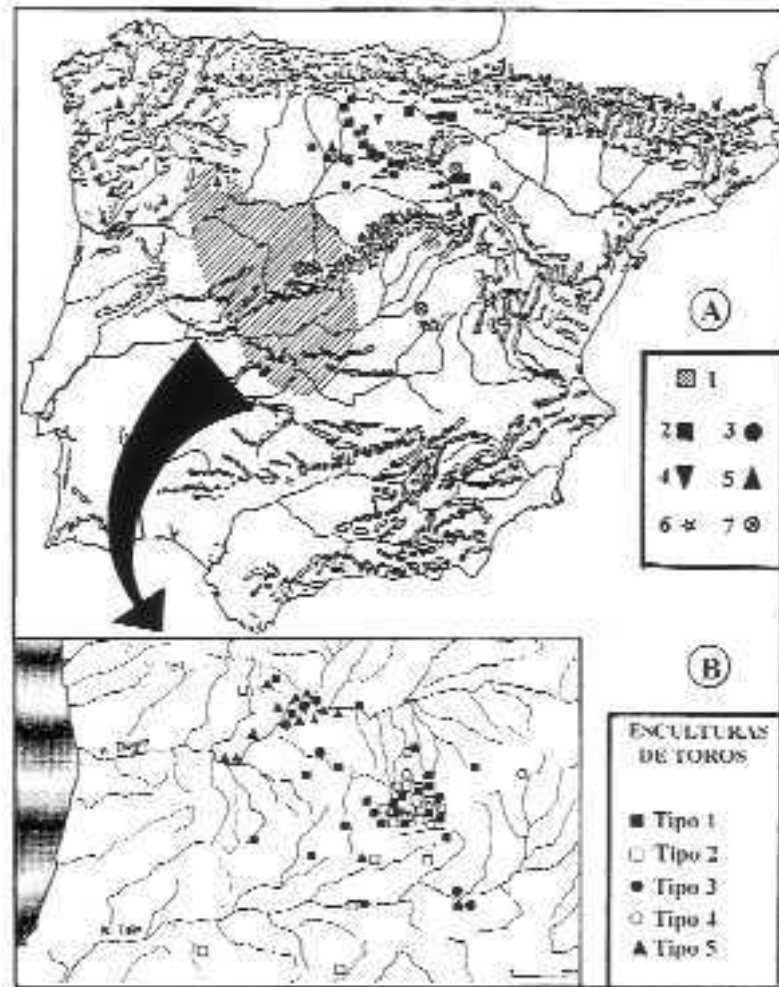 A
1
2 3
4 5
6 7
B
ESCULTURAS
DE TOROS
Tipo 1
Tipo 2
Tipo 3
Tipo 4
Tipo 5